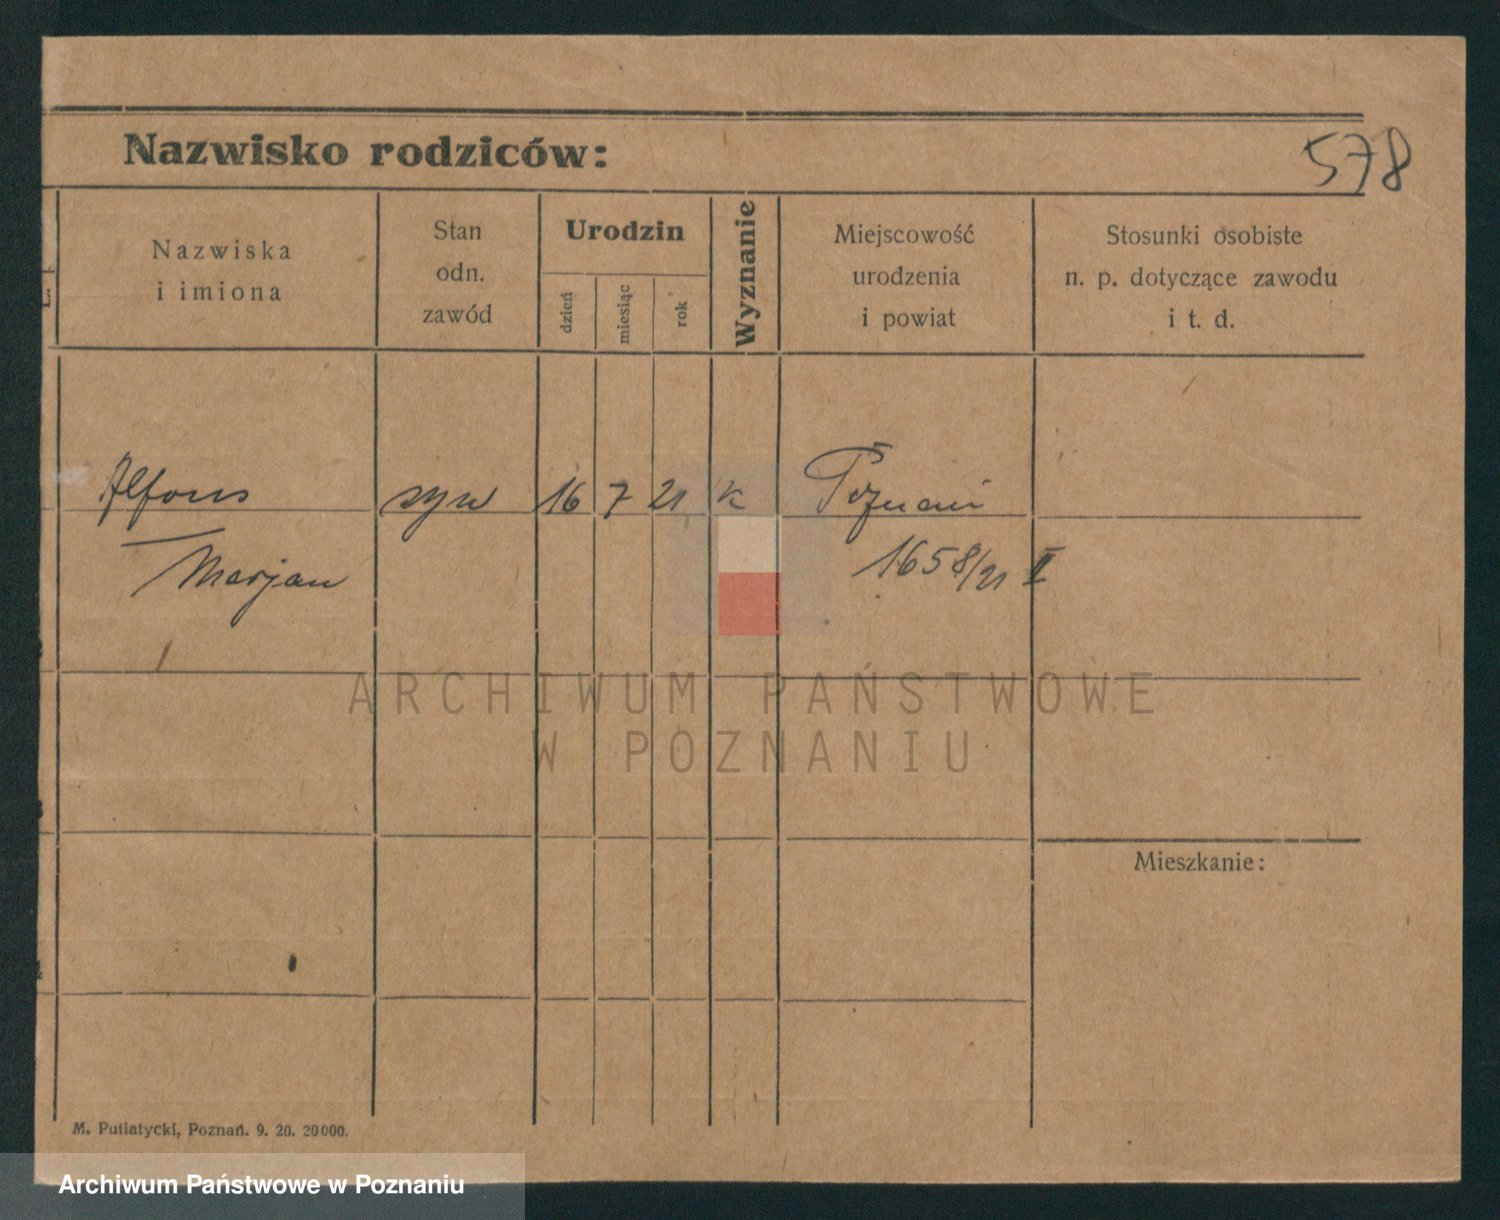 Nazwisko rodziców:
578
Nazwiska
i imiona
Stan
odn.
zawód
Urodzin
dzień
miesiąc
rok
Wyznanie
Miejscowość
urodzenia
i powiat
Stosunki osobiste
n. p. dotyczące zawodu
i t. d.
Alfons syn 16 7 21 k Poznań
Marjan 1658/21 II
ARCHIWUM PAŃSTWOWE
W POZNANIU
Mieszkanie:
M. Putiatycki, Poznań. 9. 20. 20000.
Archiwum Państwowe w Poznaniu